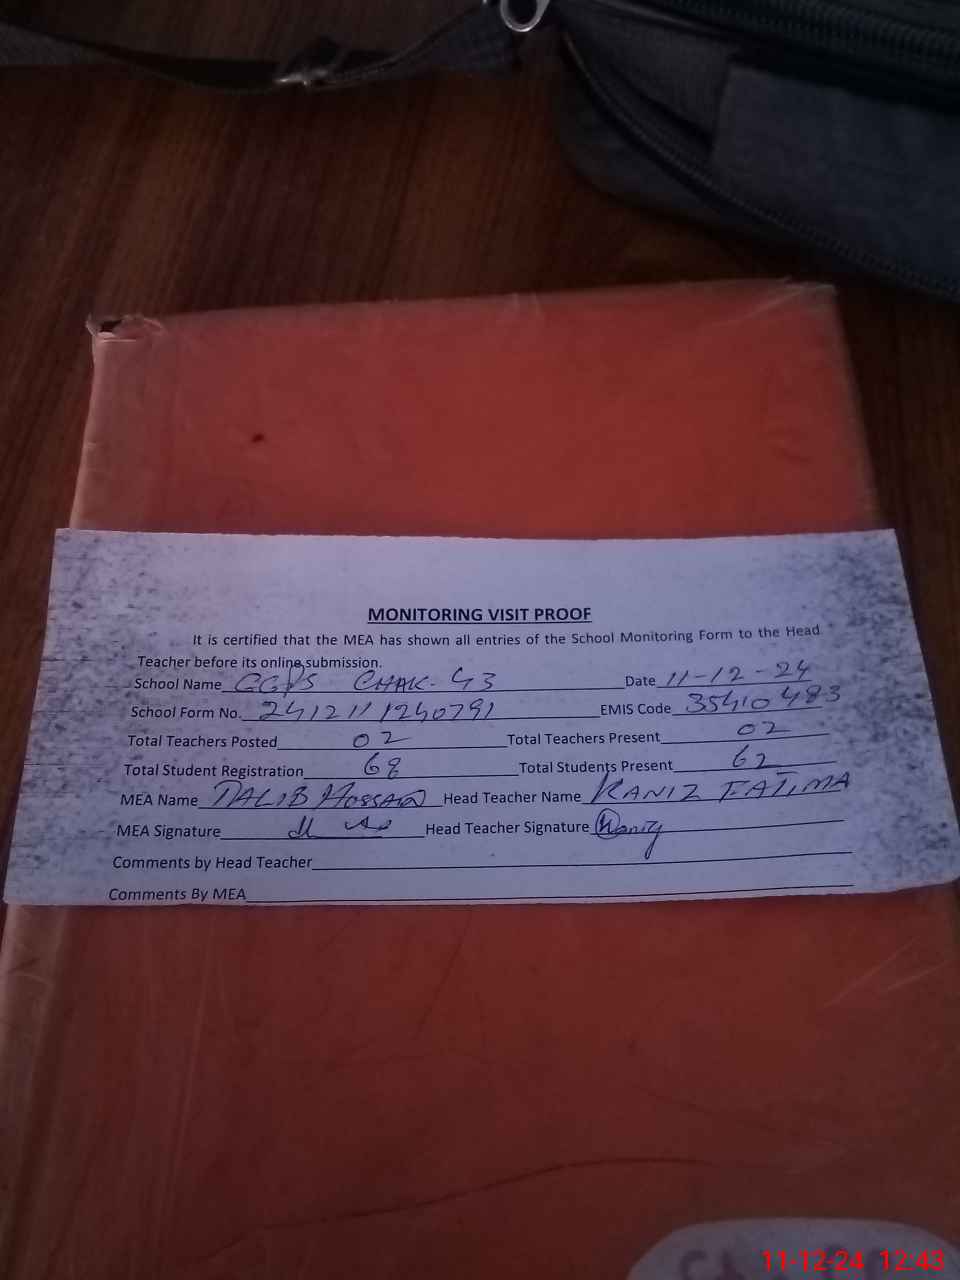 MONITORING VISIT PROOF
It is certified that the MEA has shown all entries of the School Monitoring Form to the Head
Teacher before its online submission.
School Name GGPS CHAK-43 Date 11-12-24
School Form No. 2412111240791 EMIS Code 35410483
Total Teachers Posted 02 Total Teachers Present 02
Total Student Registration 68 Total Students Present 62
MEA Name TALIB HUSSAIN Head Teacher Name KANIZ FATIMA
MEA Signature Head Teacher Signature Kaniz
Comments by Head Teacher
Comments By MEA
11-12-24 12:43